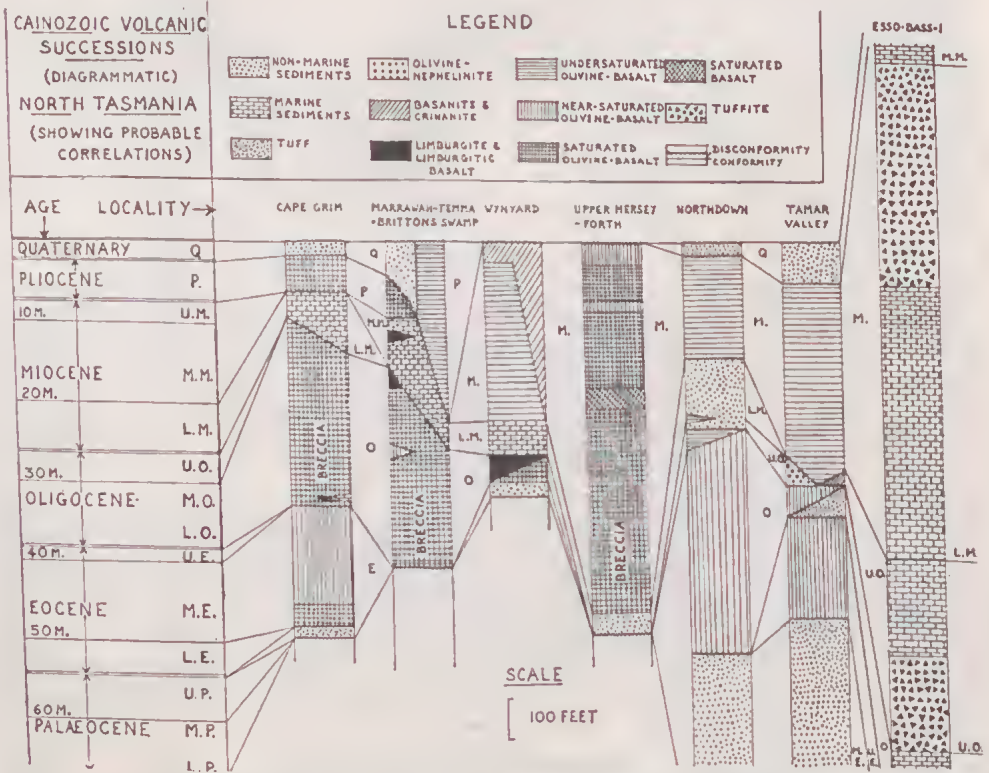 CAINOZOIC VOLCANIC
SUCCESSIONS
(DIAGRAMMATIC)
NORTH TASMANIA
(SHOWING PROBABLE
CORRELATIONS)
LEGEND
NON-MARINE
SEDIMENTS
OLIVINE-
NEPHELINITE
UNDERSATURATED
OLIVINE-BASALT
SATURATED
BASALT
MARINE
SEDIMENTS
BASANITE &
CRINANITE
NEAR-SATURATED
OLIVINE-BASALT
TUFFITE
TUFF
LIMBURGITE &
LIMBURGITIC
BASALT
SATURATED
OLIVINE-BASALT
DISCONFORMITY
CONFORMITY
ESSO-BASS-1
AGE LOCALITY→
CAPE GRIM
MARRAWAH-TEMMA
-BRITTONS SWAMP
WYNYARD
UPPER MERSEY
-FORTH
NORTHDOWN
TAMAR
VALLEY
QUATERNARY Q
PLIOCENE P.
10M. U.M.
MIOCENE M.M.
20M.
L.M.
30M. U.O.
OLIGOCENE M.O.
L.O.
40M. U.E.
EOCENE M.E.
50M.
L.E.
U.P.
60M.
PALAEOCENE M.P.
L.P.
BRECCIA
Q
P
M.M.
L.M.
O
E
BRECCIA
P
M.
L.M.
O
M.
BRECCIA
M.
Q
M.
L.M.
U.O.
O
M.
U.O.
O
M.
E.
U.
E.
M.M.
L.M.
U.O.
SCALE
100 FEET